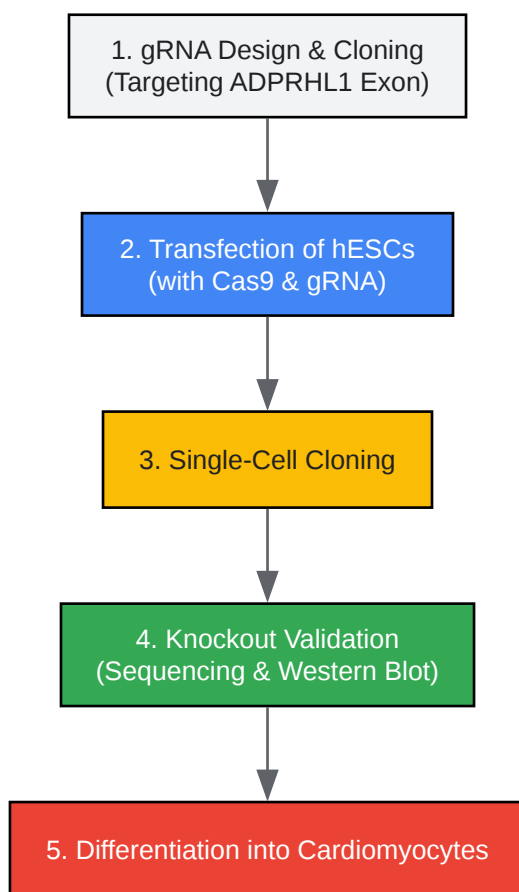 1. gRNA Design & Cloning
(Targeting ADPRHL1 Exon)
2. Transfection of hESCs
(with Cas9 & gRNA)
3. Single-Cell Cloning
4. Knockout Validation
(Sequencing & Western Blot)
5. Differentiation into Cardiomyocytes